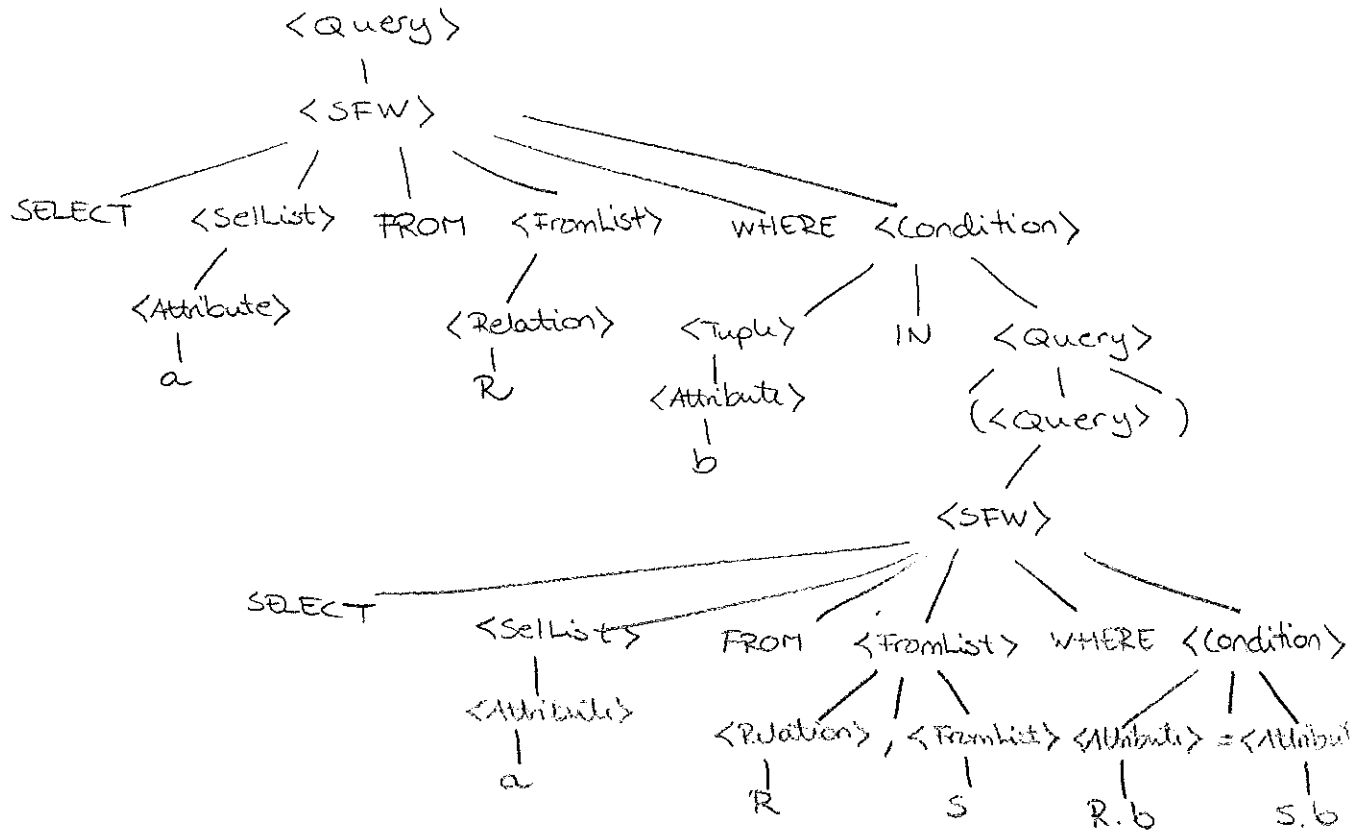 <Query>
<SFW>
SELECT <SelList> FROM <FromList> WHERE <Condition>
<Attribute> <Relation> <Tuple> IN <Query>
a R <Attribute> (<Query>)
b
<SFW>
SELECT <SelList> FROM <FromList> WHERE <Condition>
<Attribute> <Relation> , <FromList> <Attribute> = <Attribut
a R S R.b S.b